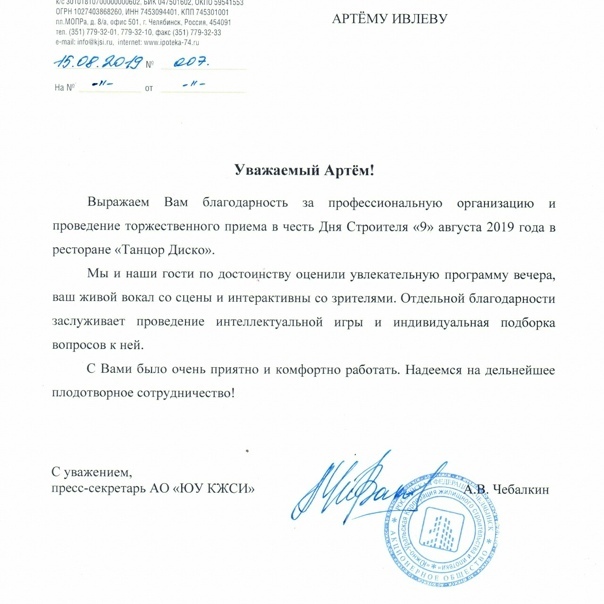 к/с 30101810700000000602, БИК 047501602, ОКПО 59541553
ОГРН 1027403868260, ИНН 7453094401, КПП 745301001
пл.МОПРа, д. 8/а, офис 501, г. Челябинск, Россия, 454091
тел. (351) 779-32-01, 779-32-10, факс (351) 779-32-33
e-mail: info@kjsi.ru, internet: www.ipoteka-74.ru
АРТЁМУ ИВЛЕВУ
15.08.2019 № 007.
На № -"- от -"-
Уважаемый Артём!
Выражаем Вам благодарность за профессиональную организацию и
проведение торжественного приема в честь Дня Строителя «9» августа 2019 года в
ресторане «Танцор Диско».
Мы и наши гости по достоинству оценили увлекательную программу вечера,
ваш живой вокал со сцены и интерактивны со зрителями. Отдельной благодарности
заслуживает проведение интеллектуальной игры и индивидуальная подборка
вопросов к ней.
С Вами было очень приятно и комфортно работать. Надеемся на дельнейшее
плодотворное сотрудничество!
С уважением,
пресс-секретарь АО «ЮУ КЖСИ»
А.В. Чебалкин
АКЦИОНЕРНОЕ ОБЩЕСТВО